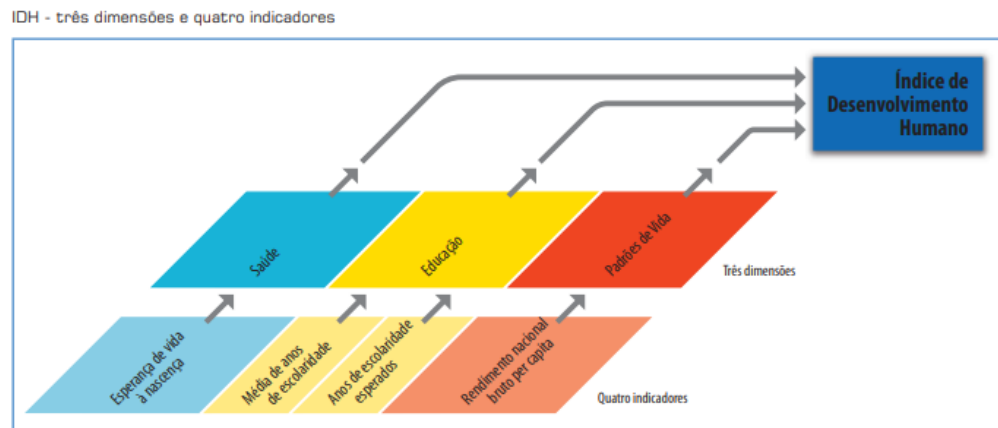 IDH - três dimensões e quatro indicadores
Índice de
Desenvolvimento
Humano
Saúde
Educação
Padrões de Vida
Três dimensões
Esperança de vida
à nascença
Média de anos
de escolaridade
Anos de escolaridade
esperados
Rendimento nacional
bruto per capita
Quatro indicadores